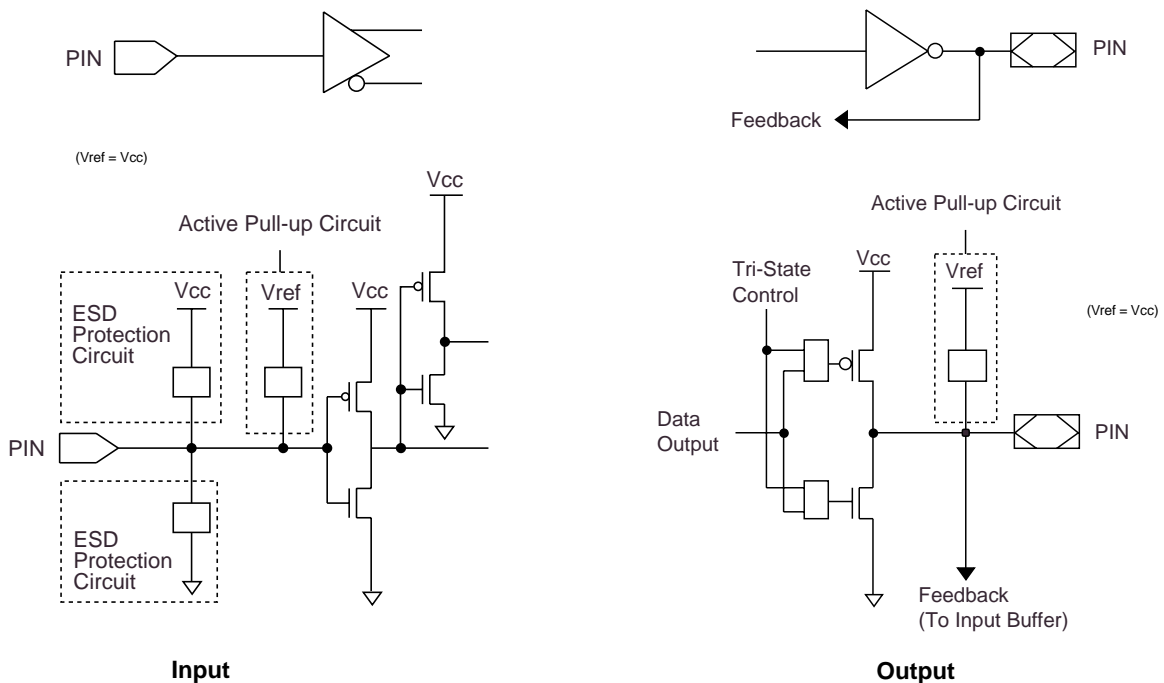 PIN
PIN
Feedback
(Vref = Vcc)
Vcc
Active Pull-up Circuit
Active Pull-up Circuit
Vcc
Vref
Vcc
ESD
Protection
Circuit
Tri-State
Control
Vcc
Vref
(Vref = Vcc)
PIN
Data
Output
PIN
ESD
Protection
Circuit
Feedback
(To Input Buffer)
Input
Output